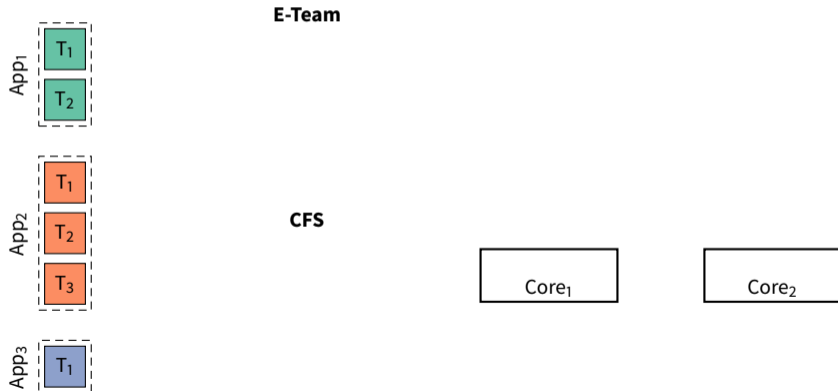 E-Team
App₁
T₁
T₂
App₂
T₁
T₂
T₃
CFS
Core₁
Core₂
App₃
T₁